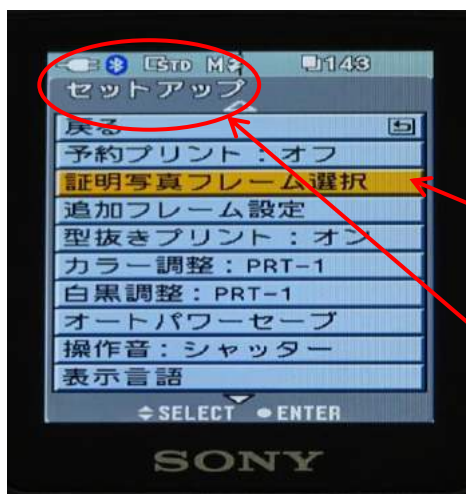 STD M 143
セットアップ
戻る
予約プリント：オフ
証明写真フレーム選択
追加フレーム設定
型抜きプリント：オン
カラー調整：PRT-1
白黒調整：PRT-1
オートパワーセーブ
操作音：シャッター
表示言語
SELECT ENTER
SONY